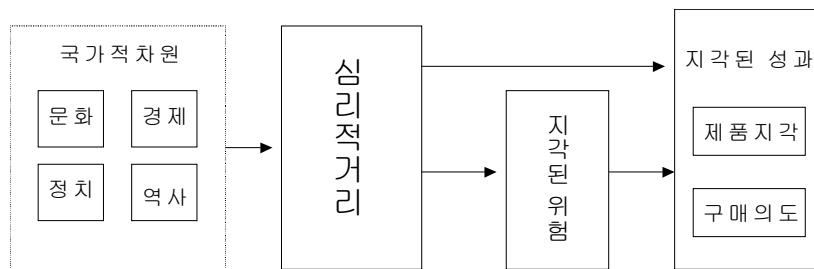 국가적차원
문화
경제
정치
역사
심리적거리
지각된 위험
지각된 성과
제품지각
구매의도